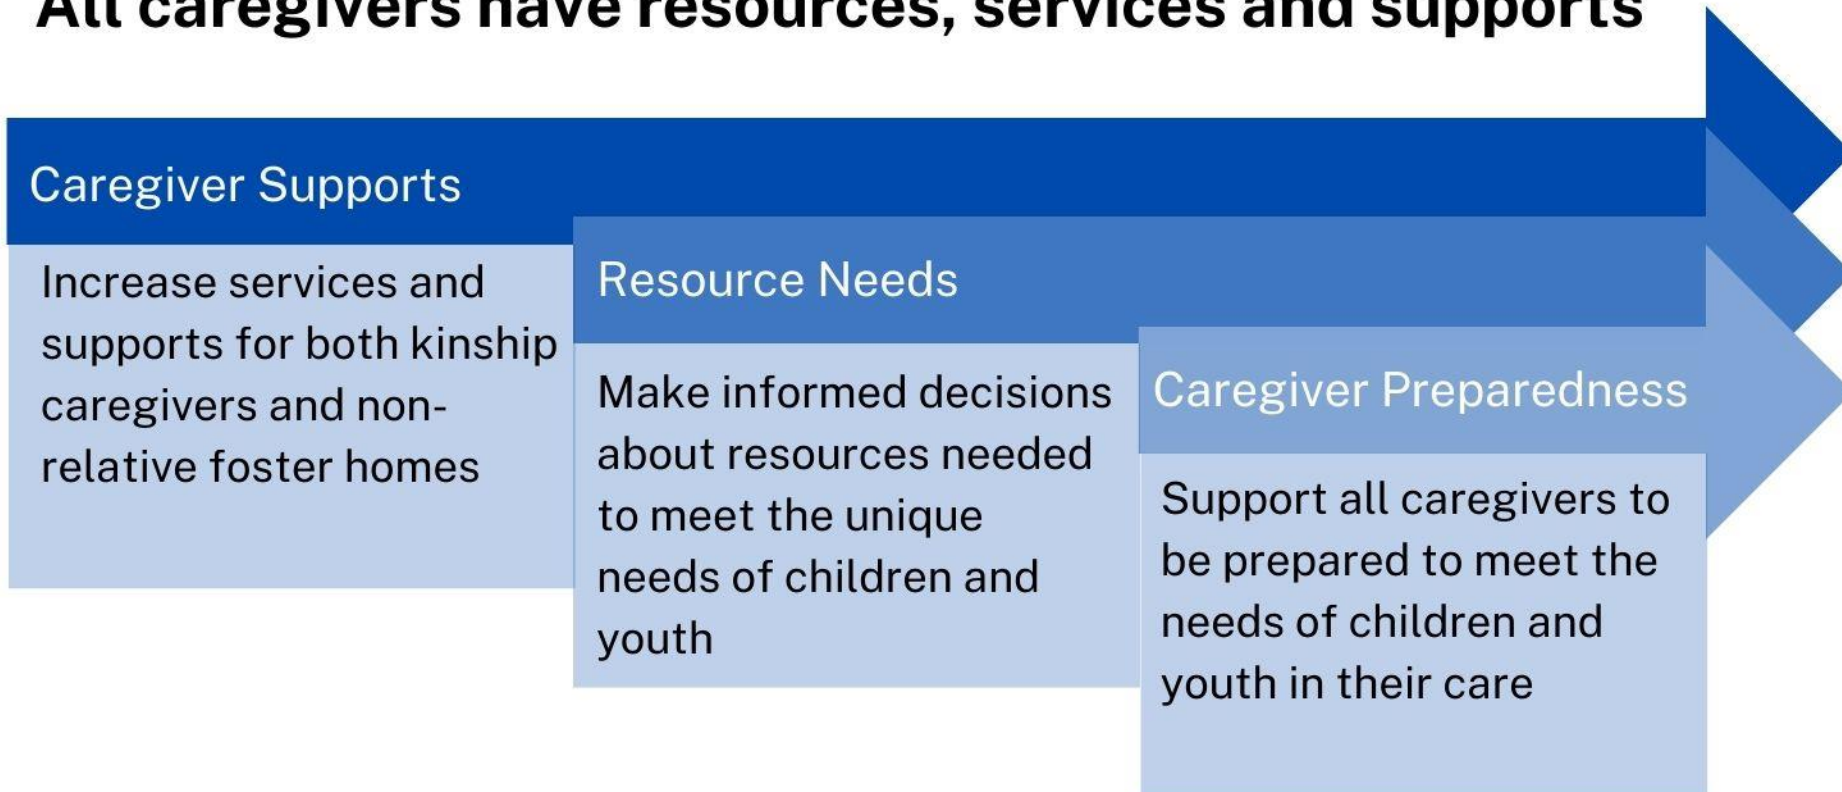 All caregivers have resources, services and supports
Caregiver Supports
Increase services and
supports for both kinship
caregivers and non-
relative foster homes
Resource Needs
Make informed decisions
about resources needed
to meet the unique
needs of children and
youth
Caregiver Preparedness
Support all caregivers to
be prepared to meet the
needs of children and
youth in their care